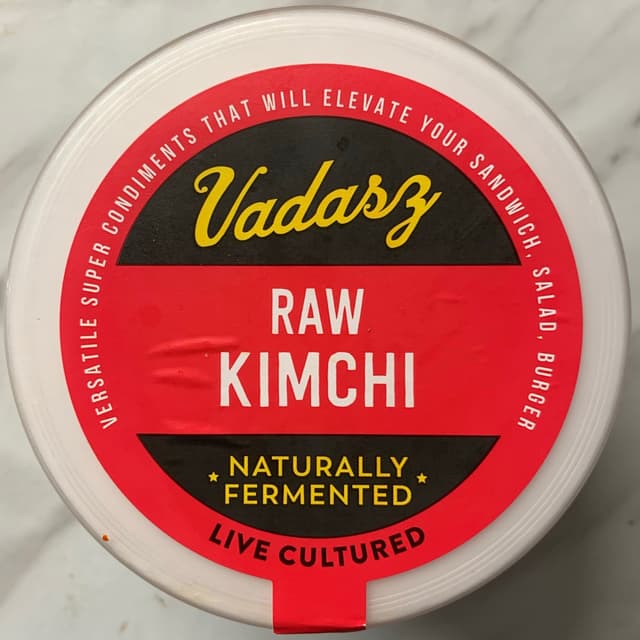 VERSATILE SUPER CONDIMENTS THAT WILL ELEVATE YOUR SANDWICH, SALAD, BURGER
Vadasz
RAW
KIMCHI
NATURALLY
FERMENTED
LIVE CULTURED